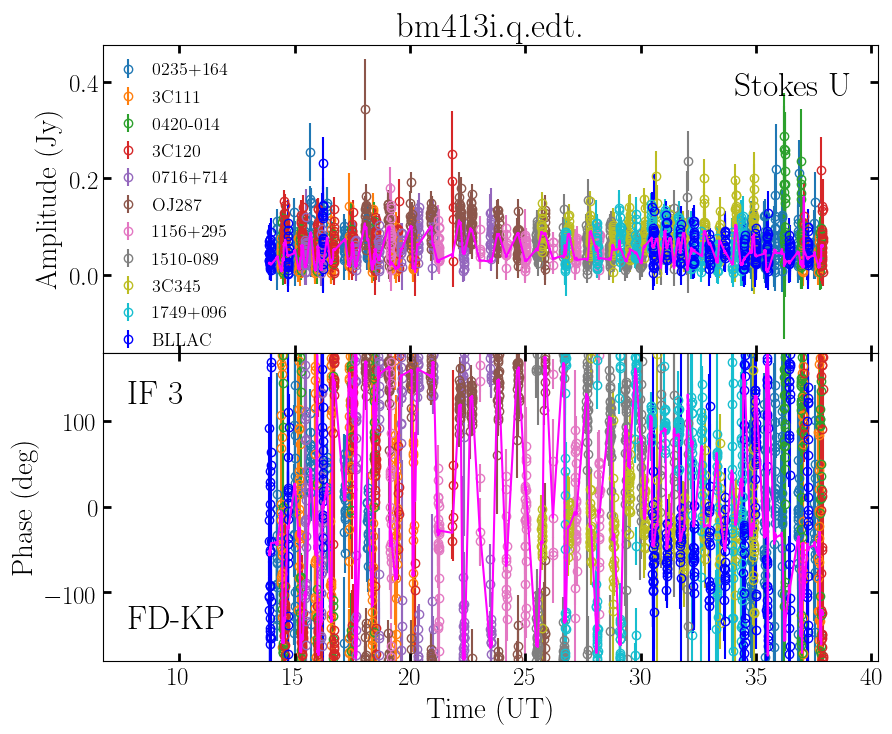 bm413i.q.edt.
Stokes U
0235+164
3C111
0420-014
3C120
0716+714
OJ287
1156+295
1510-089
3C345
1749+096
BLLAC
Amplitude (Jy)
0.4
0.2
0.0
IF 3
FD-KP
Phase (deg)
100
0
−100
10 15 20 25 30 35 40
Time (UT)